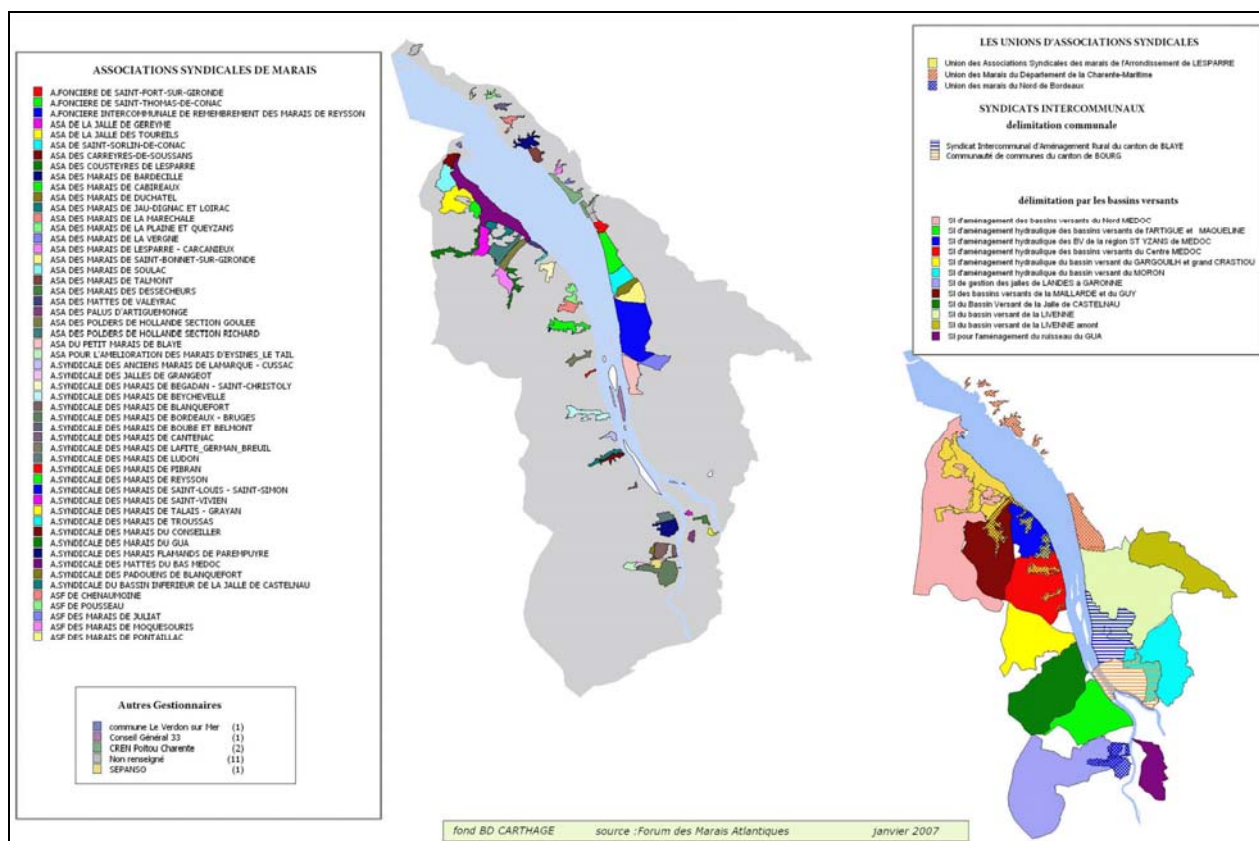 ASSOCIATIONS SYNDICALES DE MARAIS
A.FONCIERE DE SAINT-FORT-SUR-GIRONDE
A.FONCIERE DE SAINT-THOMAS-DE-CONAC
A.FONCIERE INTERCOMMUNALE DE REMEMBREMENT DES MARAIS DE REYSSON
ASA DE LA JALLE DE GEREYME
ASA DE LA JALLE DES TOUREILS
ASA DE SAINT-SORLIN-DE-CONAC
ASA DES CARREYRES-DE-SOUSSANS
ASA DES COUSTEYRES DE LESPARRE
ASA DES MARAIS DE BARDECILLE
ASA DES MARAIS DE CABIREAUX
ASA DES MARAIS DE DUCHATEL
ASA DES MARAIS DE JAU-DIGNAC ET LOIRAC
ASA DES MARAIS DE LA MARECHALE
ASA DES MARAIS DE LA PLAINE ET QUEYZANS
ASA DES MARAIS DE LA VERGNE
ASA DES MARAIS DE LESPARRE - CARCANIEUX
ASA DES MARAIS DE SAINT-BONNET-SUR-GIRONDE
ASA DES MARAIS DE SOULAC
ASA DES MARAIS DE TALMONT
ASA DES MARAIS DES DESSECHEURS
ASA DES MATTES DE VALEYRAC
ASA DES PALUS D'ARTIGUEMONGE
ASA DES POLDERS DE HOLLANDE SECTION GOULEE
ASA DES POLDERS DE HOLLANDE SECTION RICHARD
ASA DU PETIT MARAIS DE BLAYE
ASA POUR L'AMELIORATION DES MARAIS D'EYSINES_LE TAIL
A.SYNDICALE DES ANCIENS MARAIS DE LAMARQUE - CUSSAC
A.SYNDICALE DES JALLES DE GRANGEOT
A.SYNDICALE DES MARAIS DE BEGADAN - SAINT-CHRISTOLY
A.SYNDICALE DES MARAIS DE BEYCHEVELLE
A.SYNDICALE DES MARAIS DE BLANQUEFORT
A.SYNDICALE DES MARAIS DE BORDEAUX - BRUGES
A.SYNDICALE DES MARAIS DE BOUBE ET BELMONT
A.SYNDICALE DES MARAIS DE CANTENAC
A.SYNDICALE DES MARAIS DE LAFITE_GERMAN_BREUIL
A.SYNDICALE DES MARAIS DE LUDON
A.SYNDICALE DES MARAIS DE PIBRAN
A.SYNDICALE DES MARAIS DE REYSSON
A.SYNDICALE DES MARAIS DE SAINT-LOUIS - SAINT-SIMON
A.SYNDICALE DES MARAIS DE SAINT-VIVIEN
A.SYNDICALE DES MARAIS DE TALAIS - GRAYAN
A.SYNDICALE DES MARAIS DE TROUSSAS
A.SYNDICALE DES MARAIS DU CONSEILLER
A.SYNDICALE DES MARAIS DU GUA
A.SYNDICALE DES MARAIS FLAMANDS DE PAREMPUYRE
A.SYNDICALE DES MATTES DU BAS MEDOC
A.SYNDICALE DES PADOUENS DE BLANQUEFORT
A.SYNDICALE DU BASSIN INFERIEUR DE LA JALLE DE CASTELNAU
ASF DE CHENAUMOINE
ASF DE POUSSEAU
ASF DES MARAIS DE JULIAT
ASF DES MARAIS DE MOQUESOURIS
ASF DES MARAIS DE PONTAILLAC
Autres Gestionnaires
commune Le Verdon sur Mer (1)
Conseil Général 33 (1)
CREN Poitou Charente (2)
Non renseigné (11)
SEPANSO (1)
LES UNIONS D'ASSOCIATIONS SYNDICALES
Union des Associations Syndicales des marais de l'Arrondissement de LESPARRE
Union des Marais du Département de la Charente-Maritime
Union des marais du Nord de Bordeaux
SYNDICATS INTERCOMMUNAUX
delimitation communale
Syndicat Intercommunal d'Aménagement Rural du canton de BLAYE
Communauté de communes du canton de BOURG
délimitation par les bassins versants
SI d'aménagement des bassins versants du Nord MEDOC
SI d'aménagement hydraulique des bassins versants de l'ARTIGUE et MAQUELINE
SI d'aménagement hydraulique des BV de la région ST YZANS de MEDOC
SI d'aménagement hydraulique des bassins versants du Centre MEDOC
SI d'aménagement hydraulique du bassin versant du GARGOUILH et grand CRASTIOU
SI d'aménagement hydraulique du bassin versant du MORON
SI de gestion des jalles de LANDES à GARONNE
SI des bassins versants de la MAILLARDE et du GUY
SI du Bassin Versant de la Jalle de CASTELNAU
SI du bassin versant de la LIVENNE
SI du bassin versant de la LIVENNE amont
SI pour l'aménagement du ruisseau du GUA
fond BD CARTHAGE source :Forum des Marais Atlantiques janvier 2007